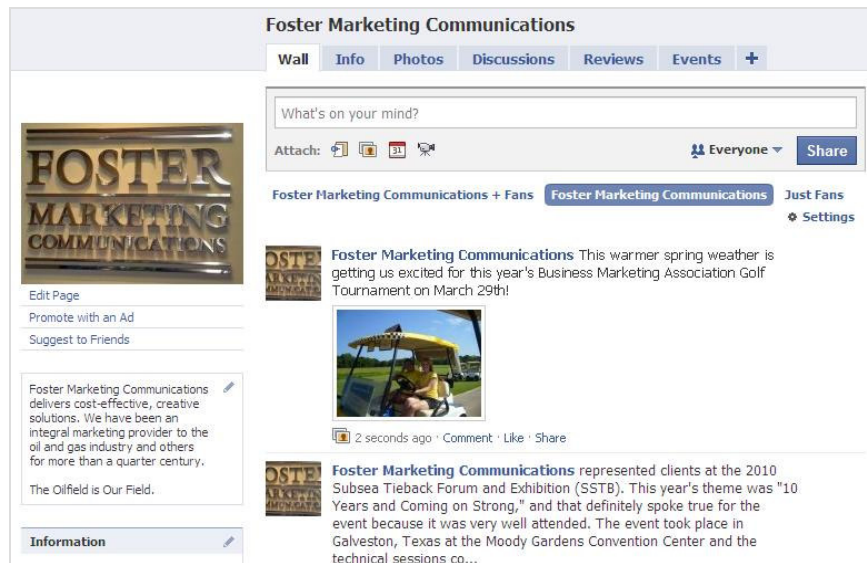 Foster Marketing Communications
Wall Info Photos Discussions Reviews Events +
What's on your mind?
Attach: 31 Everyone Share
Foster Marketing Communications + Fans Foster Marketing Communications Just Fans
Settings
FOSTER
MARKETING
COMMUNICATIONS
Edit Page
Promote with an Ad
Suggest to Friends
Foster Marketing Communications
delivers cost-effective, creative
solutions. We have been an
integral marketing provider to the
oil and gas industry and others
for more than a quarter century.
The Oilfield is Our Field.
Information
Foster Marketing Communications This warmer spring weather is
getting us excited for this year's Business Marketing Association Golf
Tournament on March 29th!
2 seconds ago · Comment · Like · Share
Foster Marketing Communications represented clients at the 2010
Subsea Tieback Forum and Exhibition (SSTB). This year's theme was "10
Years and Coming on Strong," and that definitely spoke true for the
event because it was very well attended. The event took place in
Galveston, Texas at the Moody Gardens Convention Center and the
technical sessions co...